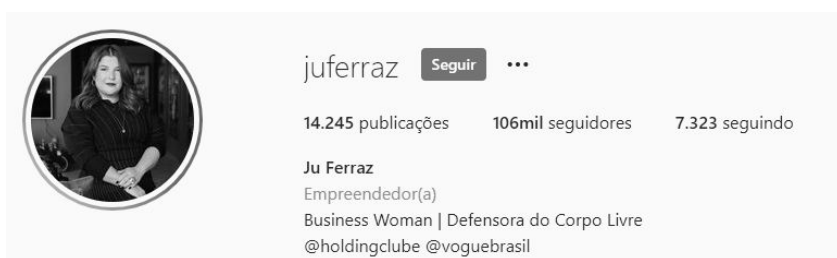 juferraz Seguir
14.245 publicações 106mil seguidores 7.323 seguindo
Ju Ferraz
Empreendedor(a)
Business Woman | Defensora do Corpo Livre
@holdingclube @voguebrasil